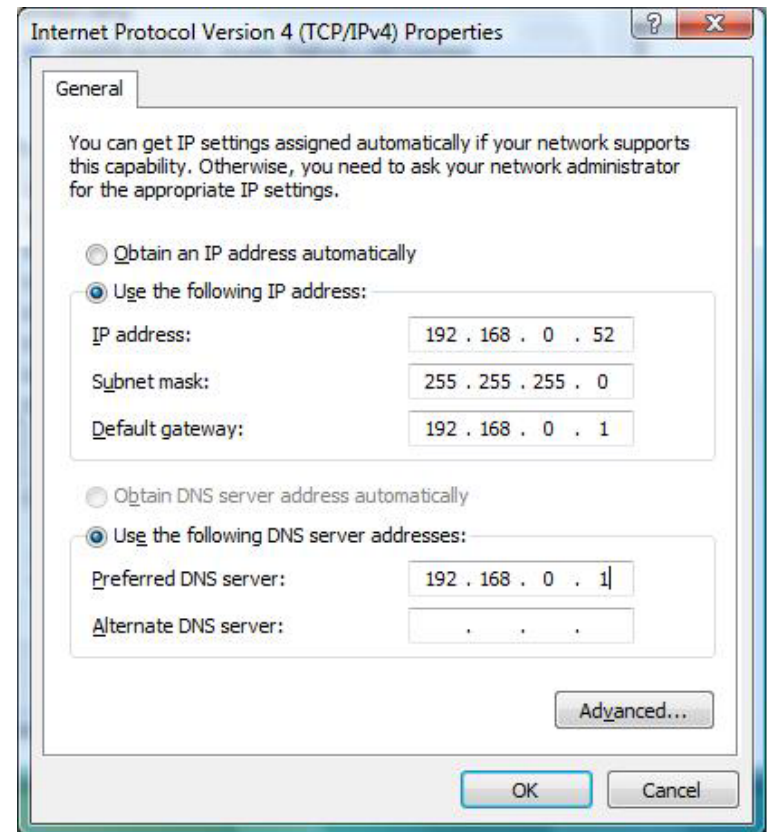 Internet Protocol Version 4 (TCP/IPv4) Properties
?
X
General
You can get IP settings assigned automatically if your network supports
this capability. Otherwise, you need to ask your network administrator
for the appropriate IP settings.
Obtain an IP address automatically
Use the following IP address:
IP address: 192 . 168 . 0 . 52
Subnet mask: 255 . 255 . 255 . 0
Default gateway: 192 . 168 . 0 . 1
Obtain DNS server address automatically
Use the following DNS server addresses:
Preferred DNS server: 192 . 168 . 0 . 1
Alternate DNS server: . . .
Advanced...
OK Cancel